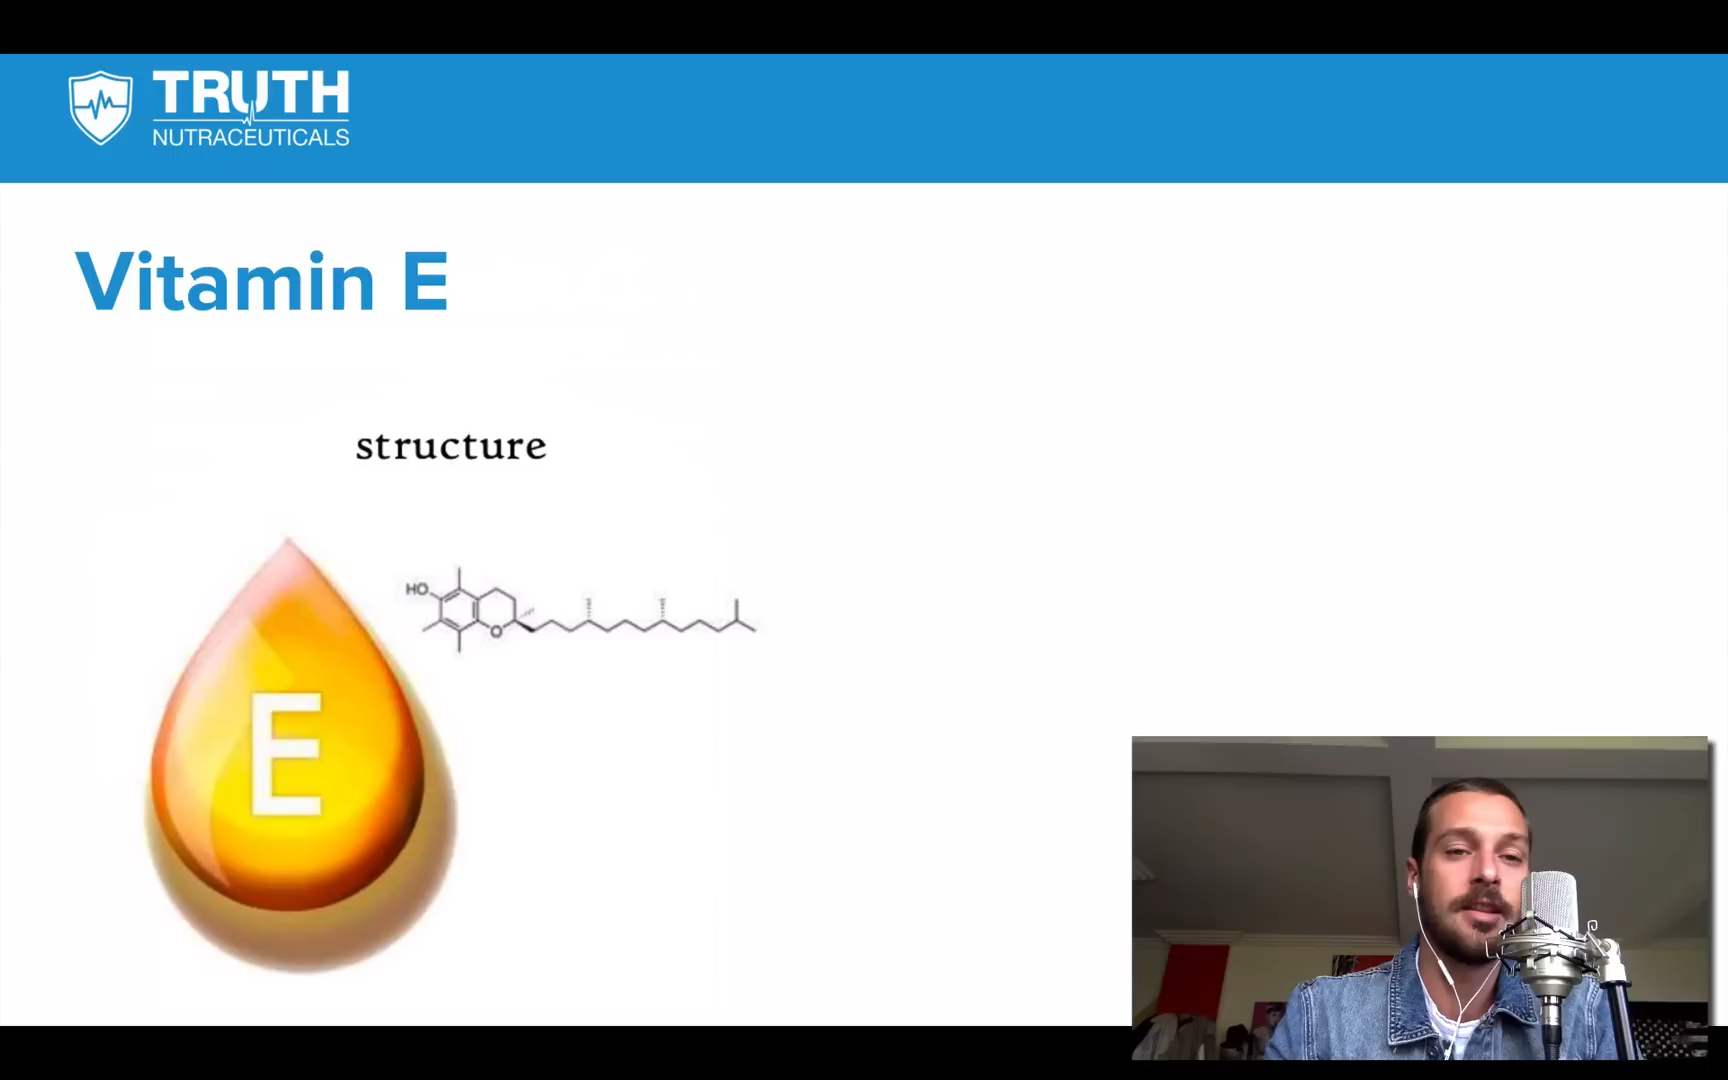 TRUTH
NUTRACEUTICALS
Vitamin E
structure
HO
O
E